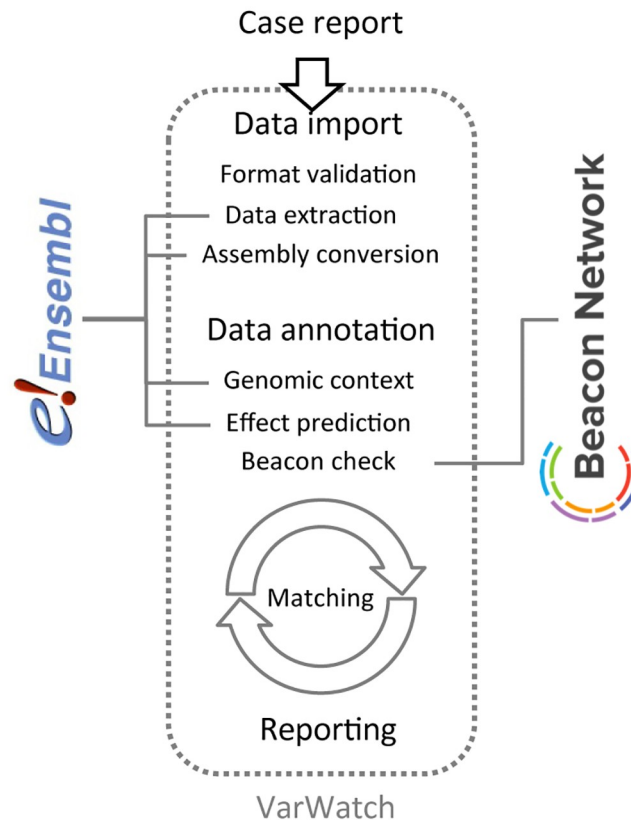 Case report
Data import
Format validation
Data extraction
Assembly conversion
Data annotation
Genomic context
Effect prediction
Beacon check
Matching
Reporting
VarWatch
e!Ensembl
Beacon Network